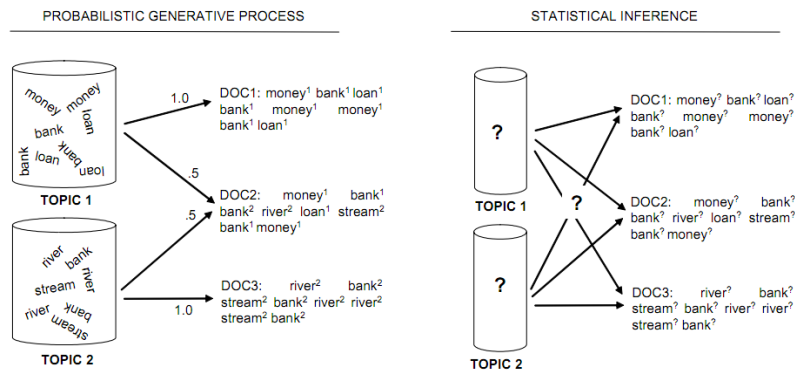 PROBABILISTIC GENERATIVE PROCESS
money
money
loan
bank
bank
loan
bank
loan
TOPIC 1
river
bank
river
stream
river
bank
stream
TOPIC 2
1.0
.5
.5
1.0
DOC1: money¹ bank¹ loan¹
bank¹ money¹ money¹
bank¹ loan¹
DOC2: money¹ bank¹
bank² river² loan¹ stream²
bank¹ money¹
DOC3: river² bank²
stream² bank² river² river²
stream² bank²
STATISTICAL INFERENCE
?
TOPIC 1
?
TOPIC 2
?
DOC1: money? bank? loan?
bank? money? money?
bank? loan?
DOC2: money? bank?
bank? river? loan? stream?
bank? money?
DOC3: river? bank?
stream? bank? river? river?
stream? bank?